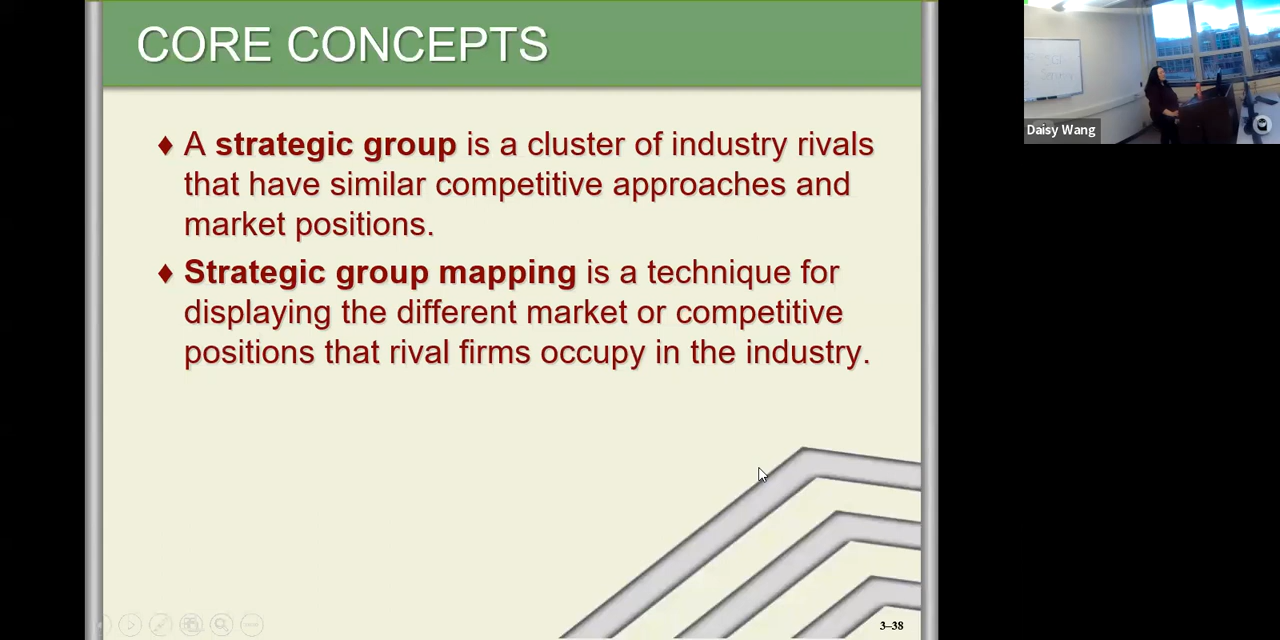 CORE CONCEPTS
♦ A strategic group is a cluster of industry rivals
that have similar competitive approaches and
market positions.
♦ Strategic group mapping is a technique for
displaying the different market or competitive
positions that rival firms occupy in the industry.
3–38
Daisy Wang